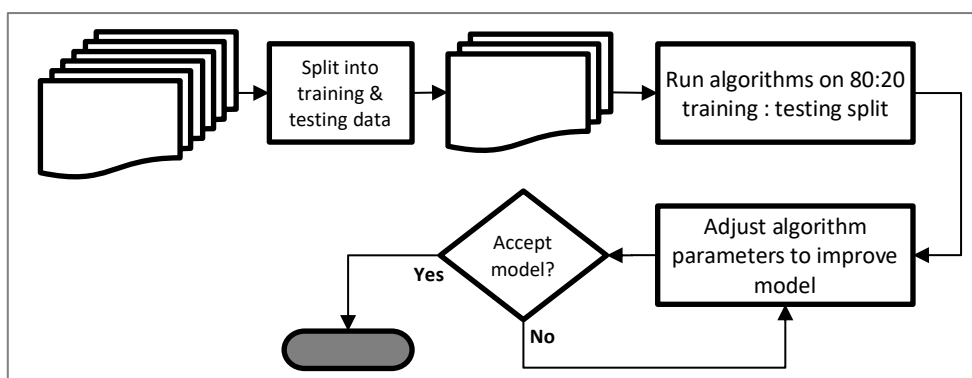 Split into
training &
testing data
Run algorithms on 80:20
training : testing split
Adjust algorithm
parameters to improve
model
Accept
model?
Yes
No